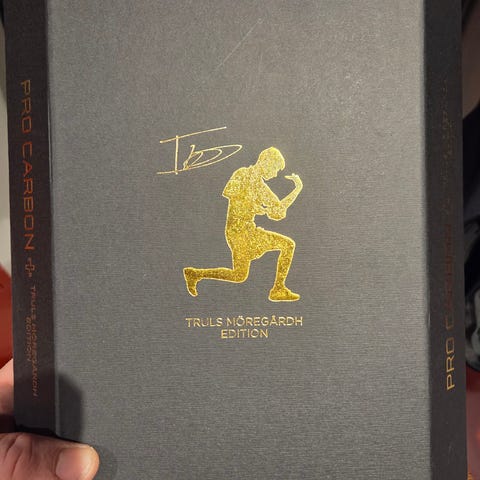 PRO CARBON +
TRULS MÖREGÅRDH
EDITION
TRULS MÖREGÅRDH
EDITION
PRO CARBON